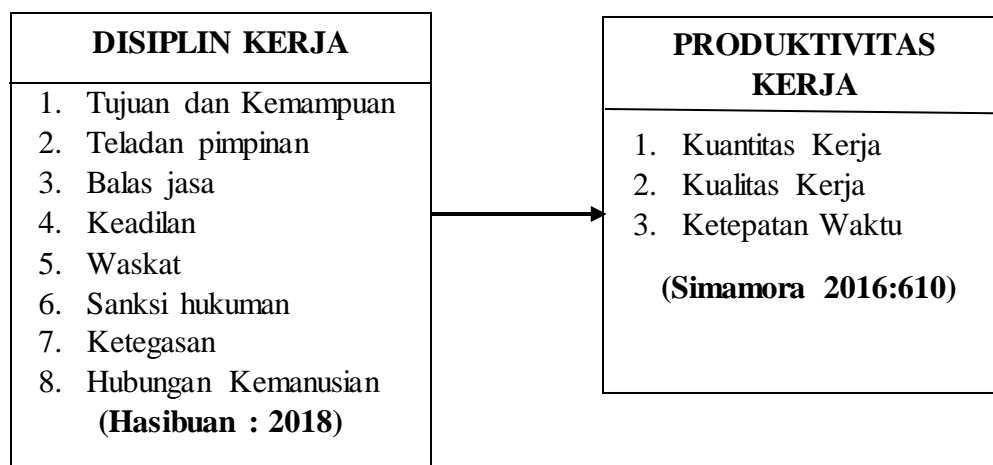 DISIPLIN KERJA
1. Tujuan dan Kemampuan
2. Teladan pimpinan
3. Balas jasa
4. Keadilan
5. Waskat
6. Sanksi hukuman
7. Ketegasan
8. Hubungan Kemanusian
(Hasibuan : 2018)
PRODUKTIVITAS
KERJA
1. Kuantitas Kerja
2. Kualitas Kerja
3. Ketepatan Waktu
(Simamora 2016:610)